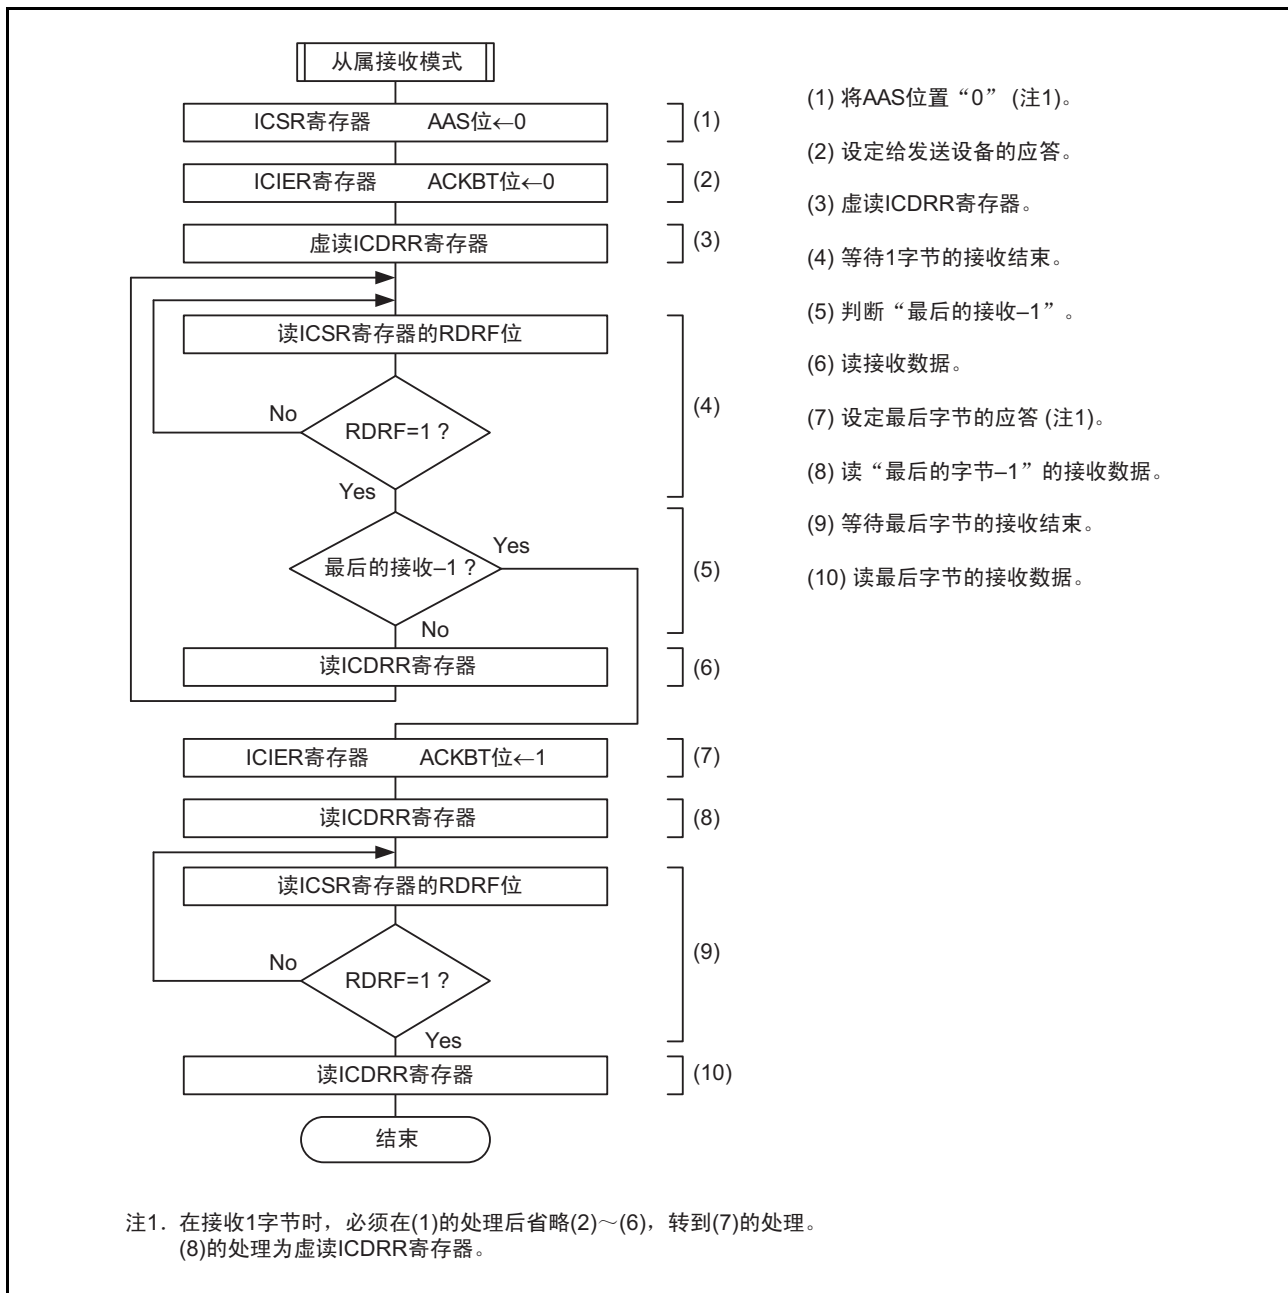 从属接收模式
ICSR寄存器 AAS位←0 (1)
ICIER寄存器 ACKBT位←0 (2)
虚读ICDRR寄存器 (3)
读ICSR寄存器的RDRF位
No
RDRF=1 ?
(4)
Yes
最后的接收–1 ?
Yes
(5)
No
读ICDRR寄存器 (6)
ICIER寄存器 ACKBT位←1 (7)
读ICDRR寄存器 (8)
读ICSR寄存器的RDRF位
No
RDRF=1 ?
(9)
Yes
读ICDRR寄存器 (10)
结束
(1) 将AAS位置“0” (注1)。
(2) 设定给发送设备的应答。
(3) 虚读ICDRR寄存器。
(4) 等待1字节的接收结束。
(5) 判断“最后的接收–1”。
(6) 读接收数据。
(7) 设定最后字节的应答 (注1)。
(8) 读“最后的字节–1”的接收数据。
(9) 等待最后字节的接收结束。
(10) 读最后字节的接收数据。
注1. 在接收1字节时，必须在(1)的处理后省略(2)～(6)，转到(7)的处理。
(8)的处理为虚读ICDRR寄存器。